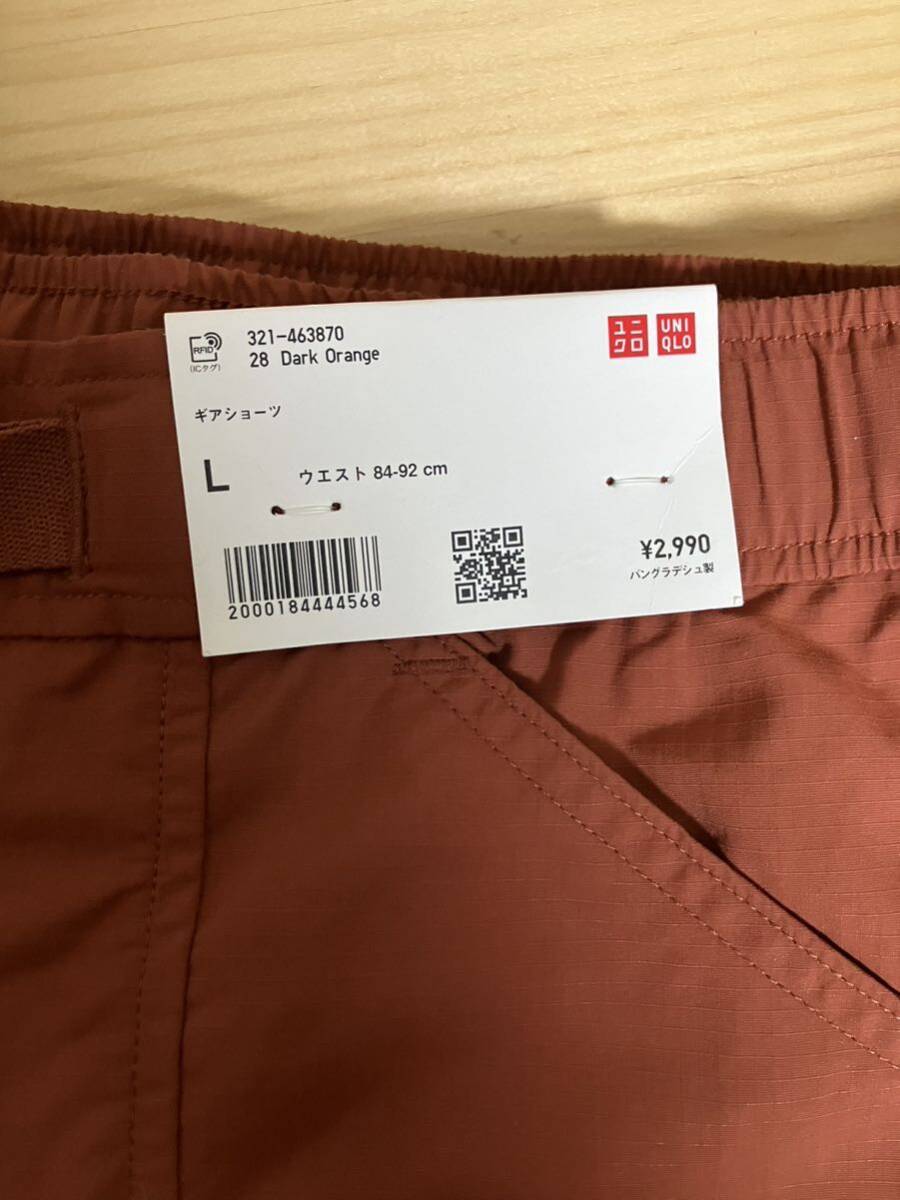 RFID
(ICタグ)
321-463870
28 Dark Orange
ユニ
クロ
UNI
QLO
ギアショーツ
L ウエスト 84-92 cm
¥2,990
バングラデシュ製
2000184444568